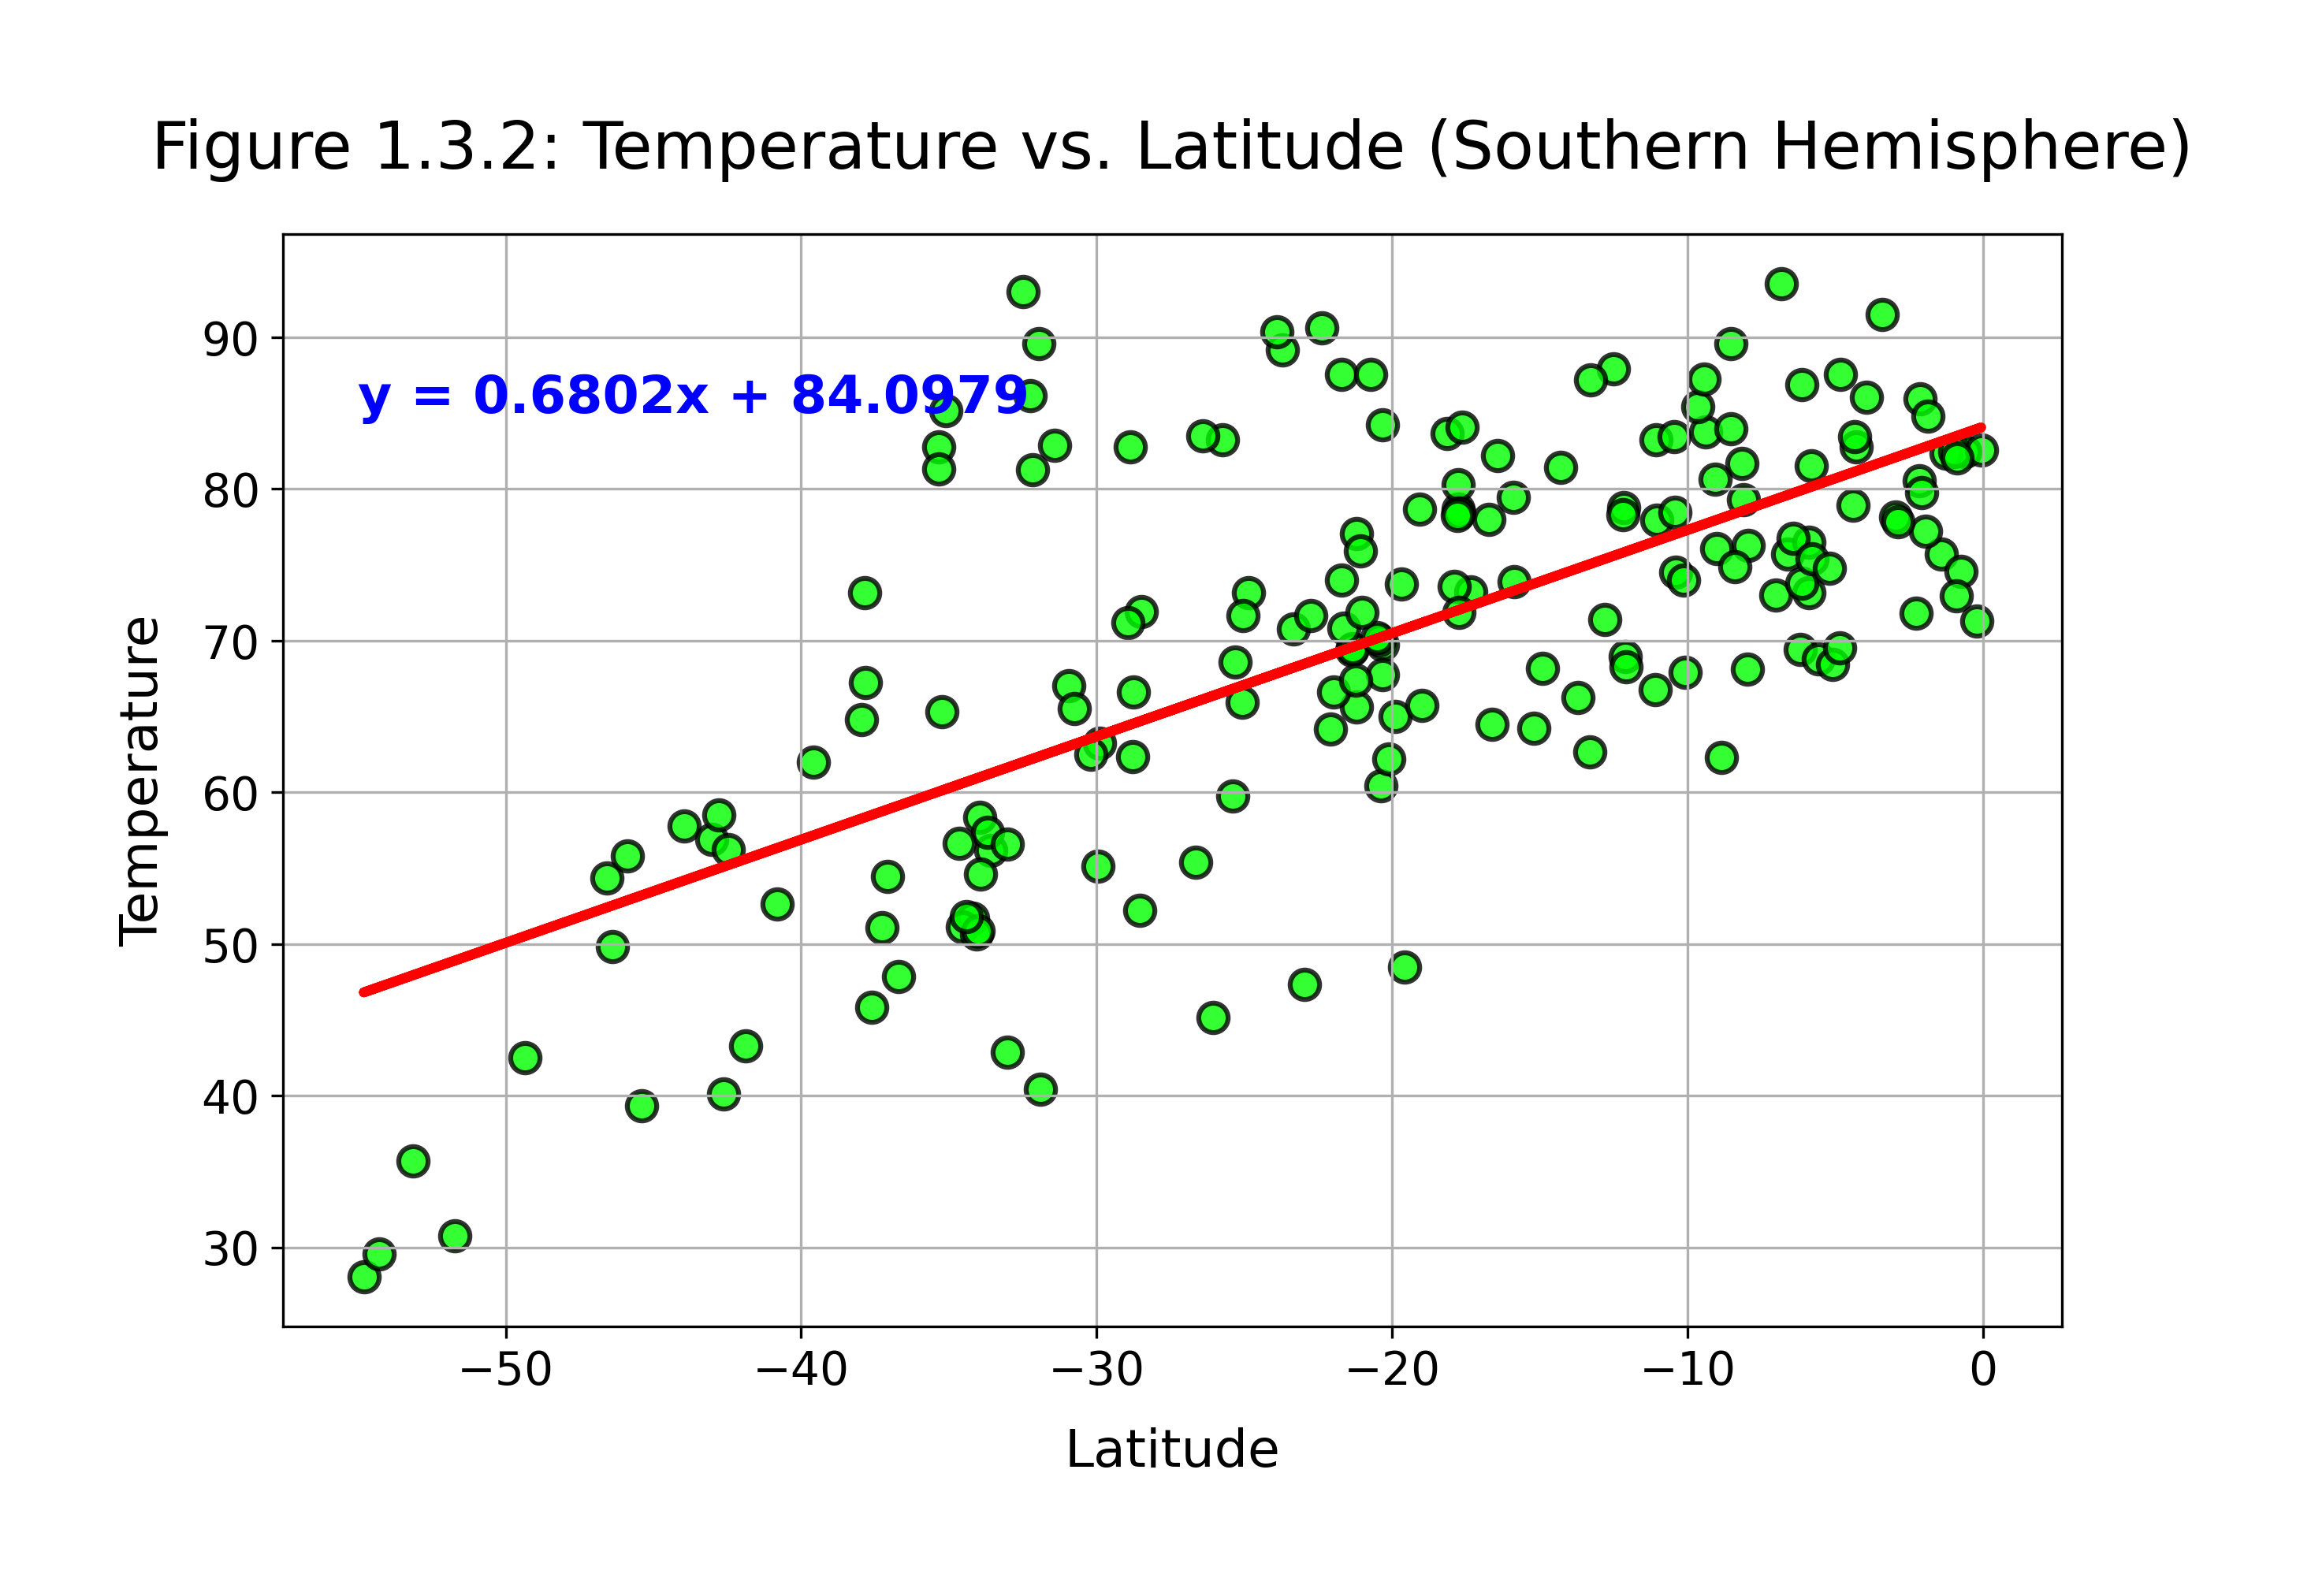 Figure 1.3.2: Temperature vs. Latitude (Southern Hemisphere)
y = 0.6802x + 84.0979
90
80
70
60
50
40
30
Temperature
−50 −40 −30 −20 −10 0
Latitude